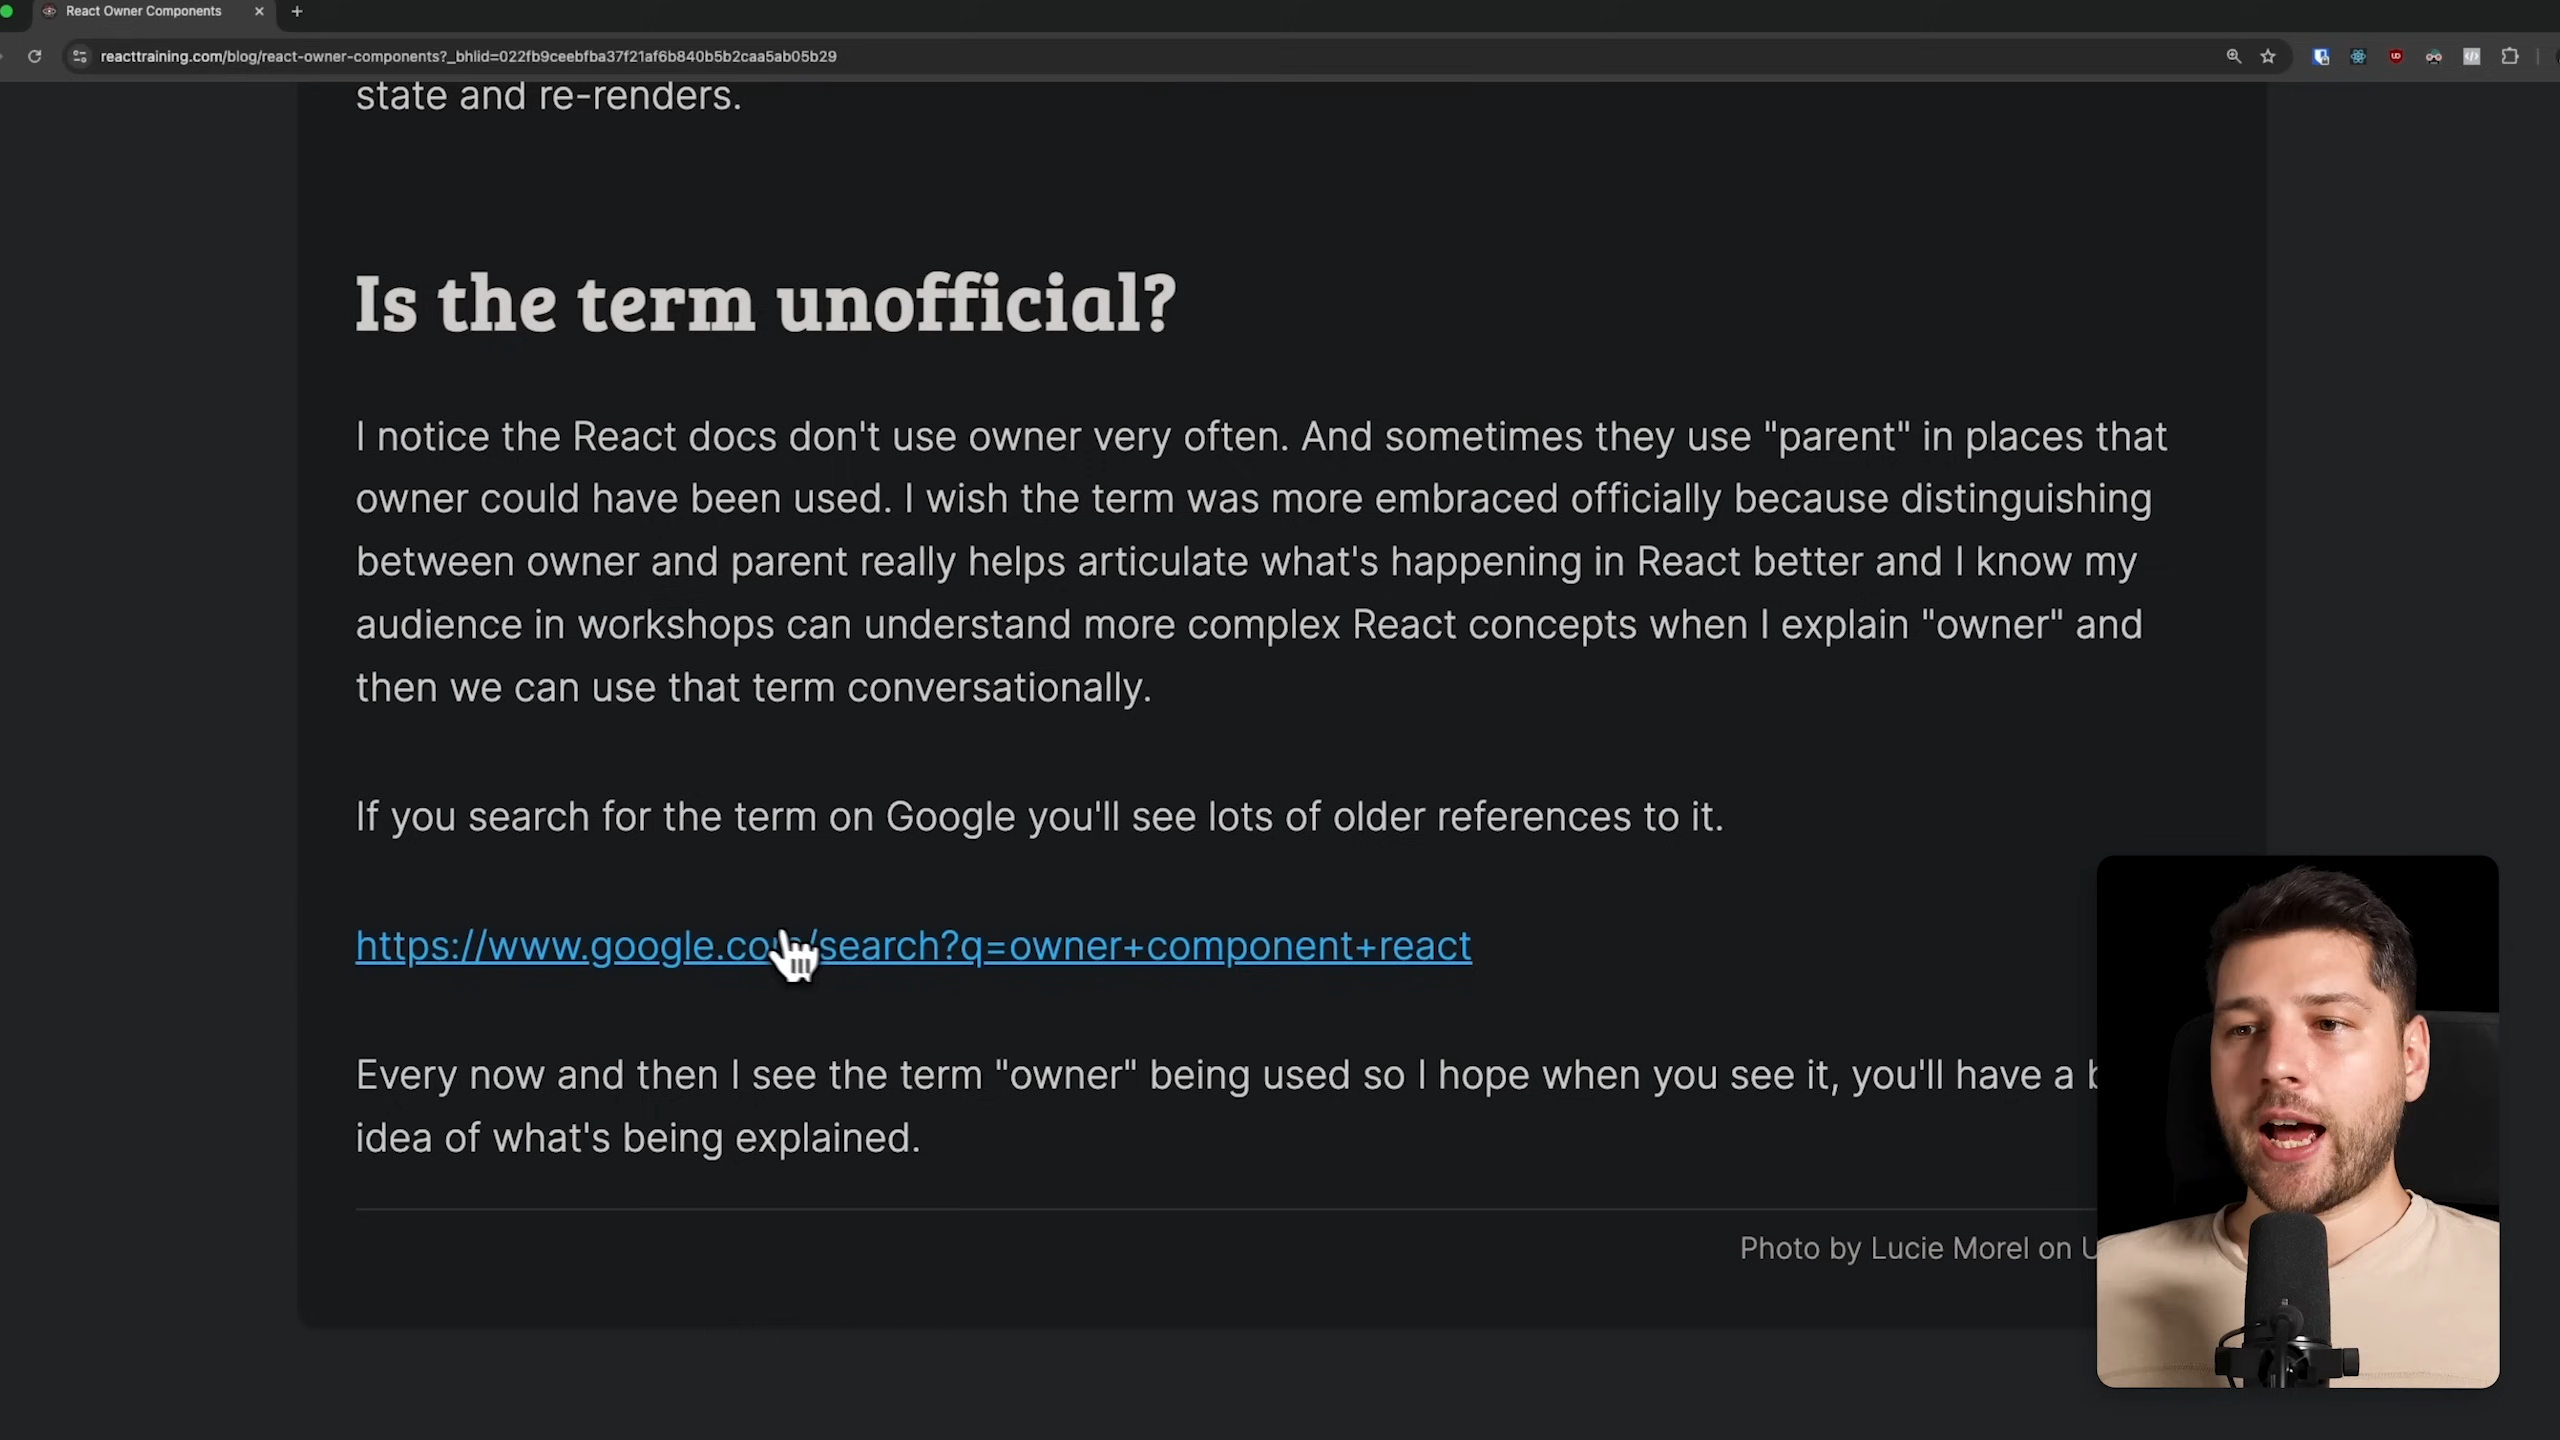 React Owner Components
reacttraining.com/blog/react-owner-components?_bhlid=022fb9ceebfba37f21af6b840b5b2caa5ab05b29
state and re-renders.
Is the term unofficial?
I notice the React docs don't use owner very often. And sometimes they use "parent" in places that
owner could have been used. I wish the term was more embraced officially because distinguishing
between owner and parent really helps articulate what's happening in React better and I know my
audience in workshops can understand more complex React concepts when I explain "owner" and
then we can use that term conversationally.
If you search for the term on Google you'll see lots of older references to it.
https://www.google.com/search?q=owner+component+react
Every now and then I see the term "owner" being used so I hope when you see it, you'll have a
idea of what's being explained.
Photo by Lucie Morel on